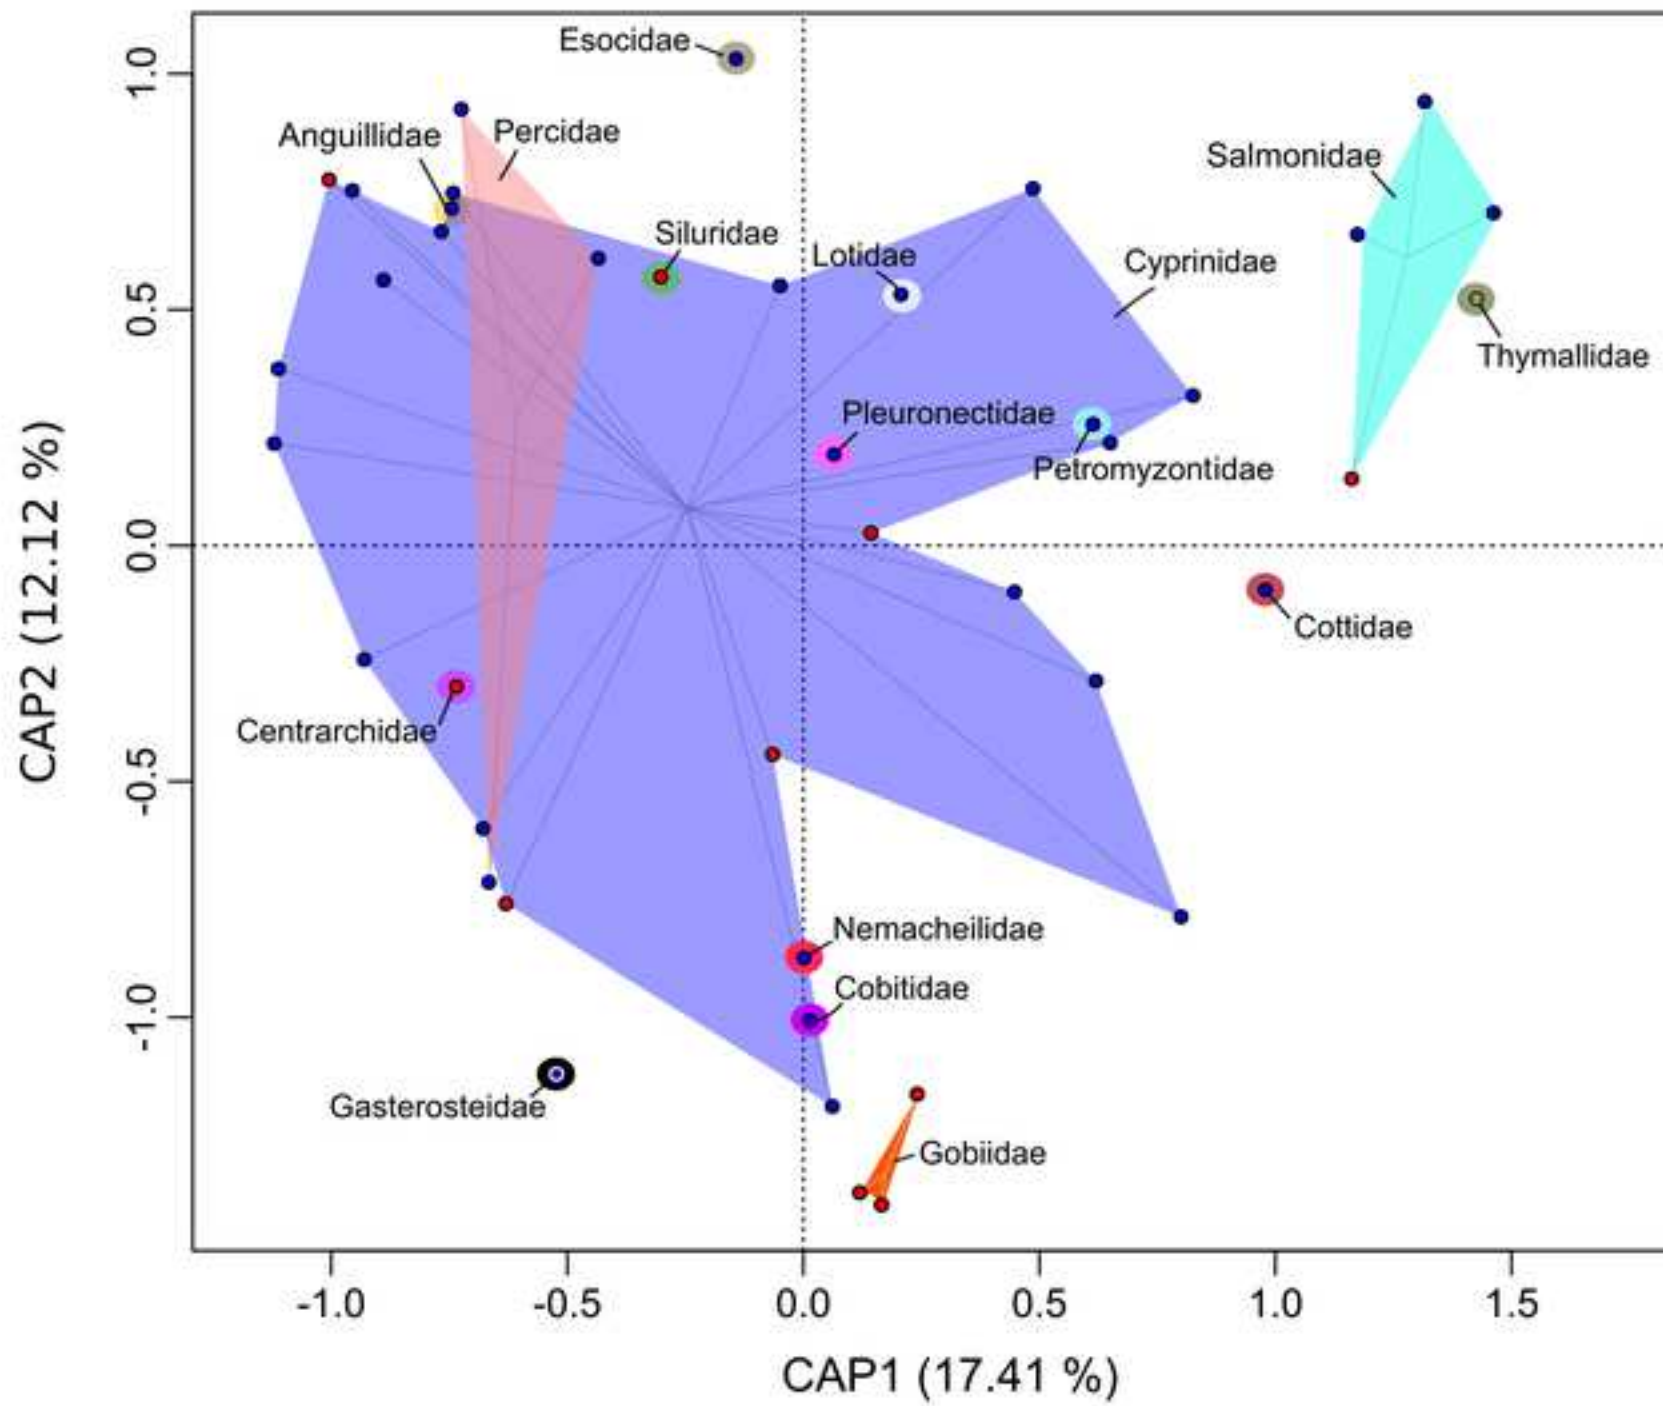 Esocidae
1.0
Anguillidae
Percidae
Salmonidae
Siluridae
Lotidae
Cyprinidae
0.5
Thymallidae
Pleuronectidae
Petromyzontidae
CAP2 (12.12 %)
0.0
Cottidae
Centrarchidae
-0.5
Nemacheilidae
Cobitidae
-1.0
Gasterosteidae
Gobiidae
-1.0
-0.5
0.0
0.5
1.0
1.5
CAP1 (17.41 %)